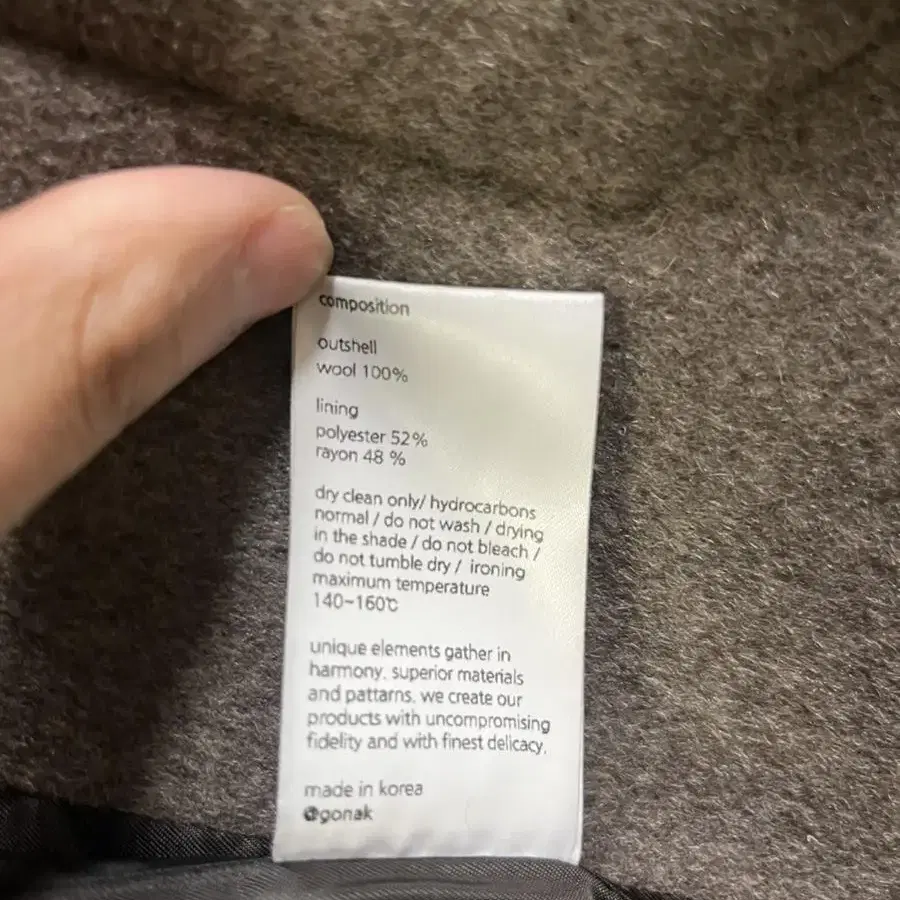 composition
outshell
wool 100%
lining
polyester 52%
rayon 48 %
dry clean only/ hydrocarbons
normal / do not wash / drying
in the shade / do not bleach /
do not tumble dry / ironing
maximum temperature
140~160℃
unique elements gather in
harmony. superior materials
and pattarns. we create our
products with uncompromising
fidelity and with finest delicacy.
made in korea
@gonak